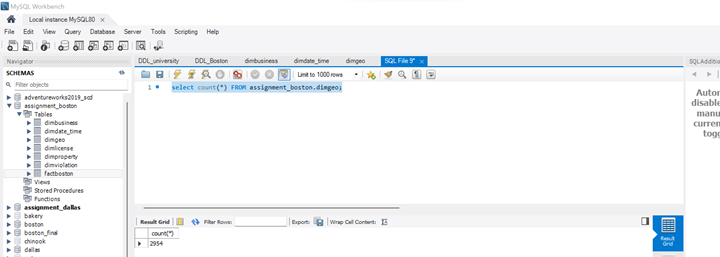 MySQL Workbench
Local instance MySQL80 ×
File Edit View Query Database Server Tools Scripting Help
Navigator
SCHEMAS
Filter objects
adventureworks2019_scd
assignment_boston
Tables
dimbusiness
dimdate_time
dimgeo
dimlicense
dimproperty
dimviolation
factboston
Views
Stored Procedures
Functions
assignment_dallas
bakery
boston
boston_final
chinook
dallas
DDL_university DDL_Boston dimbusiness dimdate_time dimgeo SQL File 9* ×
Limit to 1000 rows
1 select count(*) FROM assignment_boston.dimgeo;
Result Grid Filter Rows: Export: Wrap Cell Content:
count(*)
2954
Result
Grid
SQLAddition
Autor
disable
manu
curren
togg